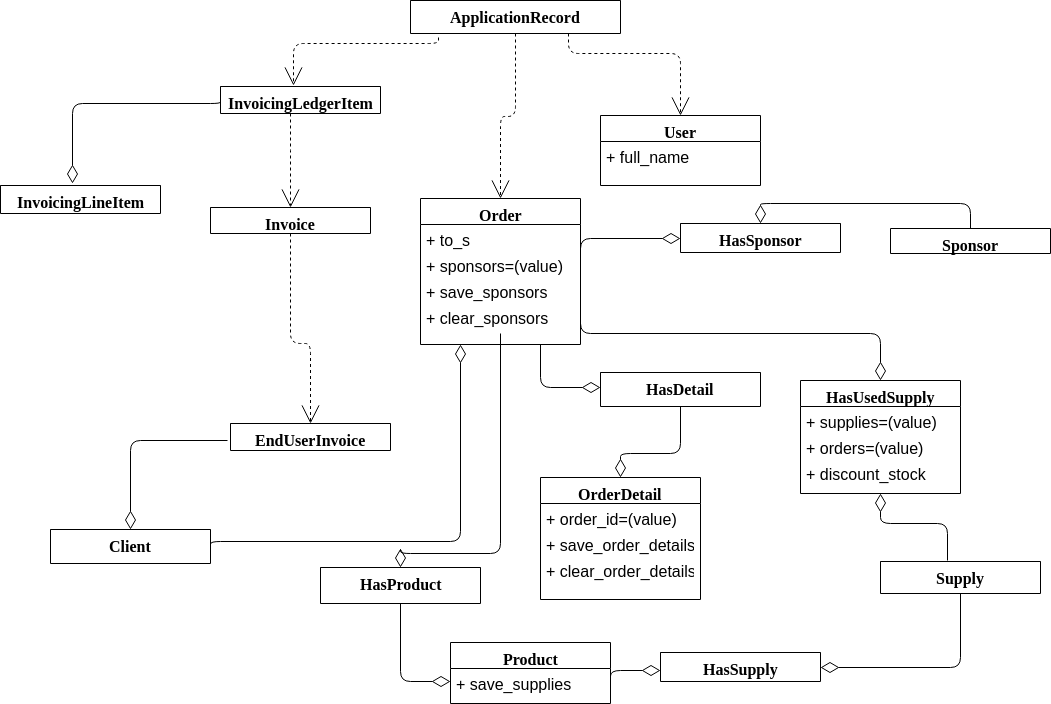 ApplicationRecord
InvoicingLedgerItem
User
+ full_name
InvoicingLineItem
Invoice
Order
+ to_s
+ sponsors=(value)
+ save_sponsors
+ clear_sponsors
HasSponsor
Sponsor
HasDetail
HasUsedSupply
+ supplies=(value)
+ orders=(value)
+ discount_stock
EndUserInvoice
OrderDetail
+ order_id=(value)
+ save_order_details
+ clear_order_details
Client
HasProduct
Supply
Product
+ save_supplies
HasSupply